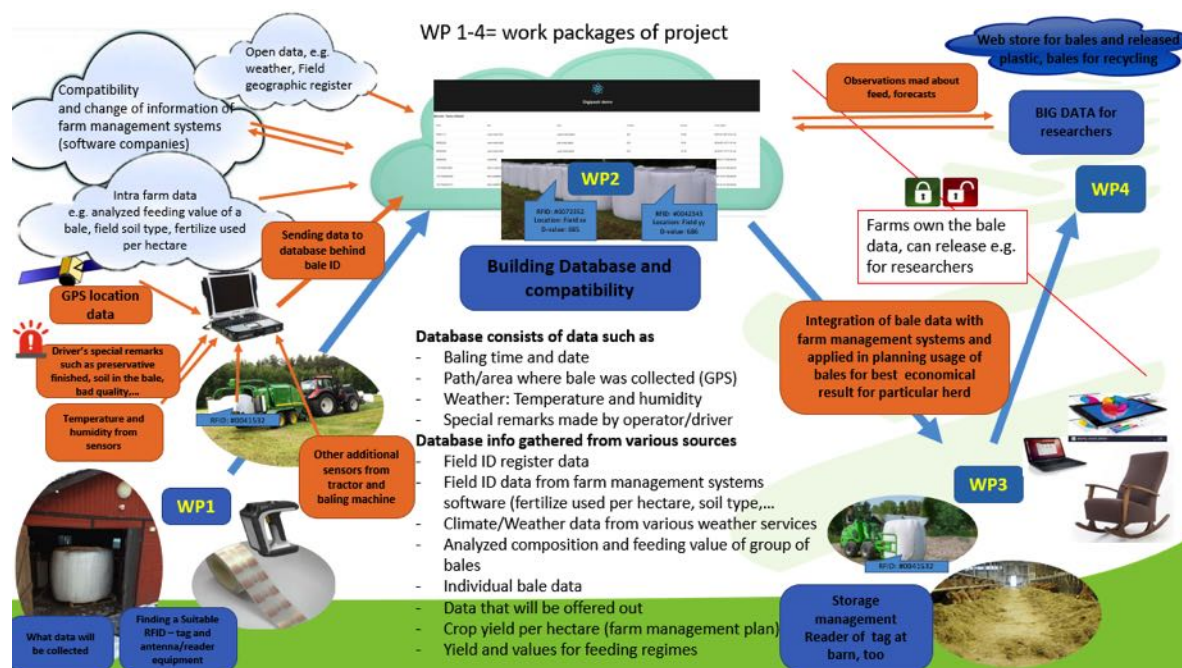 WP 1-4= work packages of project
Open data, e.g.
weather, Field
geographic register
Compatibility
and change of information of
farm management systems
(software companies)
Intra farm data
e.g. analyzed feeding value of a
bale, field soil type, fertilize used
per hectare
Sending data to
database behind
bale ID
GPS location
data
Driver's special remarks
such as preservative
finished, soil in the bale,
bad quality,...
Temperature and
humidity from
sensors
RFID: #0041532
Other additional
sensors from
tractor and
baling machine
WP1
What data will
be collected
Finding a Suitable
RFID – tag and
antenna/reader
equipment
WP2
RFID: #0073552
Location: Field xx
D-value: 685
RFID: #0042343
Location: Field yy
D-value: 686
Building Database and
compatibility
Database consists of data such as
- Baling time and date
- Path/area where bale was collected (GPS)
- Weather: Temperature and humidity
- Special remarks made by operator/driver
Database info gathered from various sources
- Field ID register data
- Field ID data from farm management systems
software (fertilize used per hectare, soil type,...
- Climate/Weather data from various weather services
- Analyzed composition and feeding value of group of
bales
- Individual bale data
- Data that will be offered out
- Crop yield per hectare (farm management plan)
- Yield and values for feeding regimes
Web store for bales and released
plastic, bales for recycling
Observations mad about
feed, forecasts
BIG DATA for
researchers
WP4
Farms own the bale
data, can release e.g.
for researchers
Integration of bale data with
farm management systems and
applied in planning usage of
bales for best economical
result for particular herd
WP3
RFID: #0041532
Storage
management
Reader of tag at
barn, too